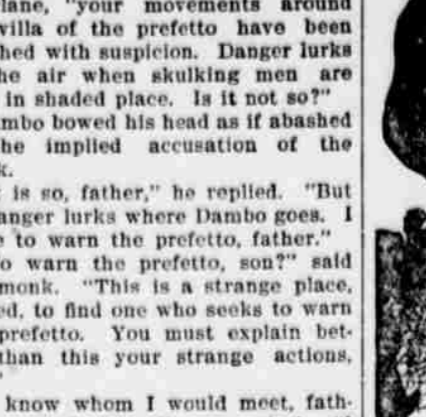 lane, "your movements around
villa of the prefetto have been
hed with suspicion. Danger lurks
he air when skulking men are
in shaded place. Is it not so?"
mbo bowed his head as if abashed
he implied accusation of the
k.
is so, father," he replied. "But
anger lurks where Dambo goes. I
e to warn the prefetto, father."
o warn the prefetto, son?" said
monk. "This is a strange place,
ed, to find one who seeks to warn
prefetto. You must explain bet-
than this your strange actions,
know whom I would meet, fath-